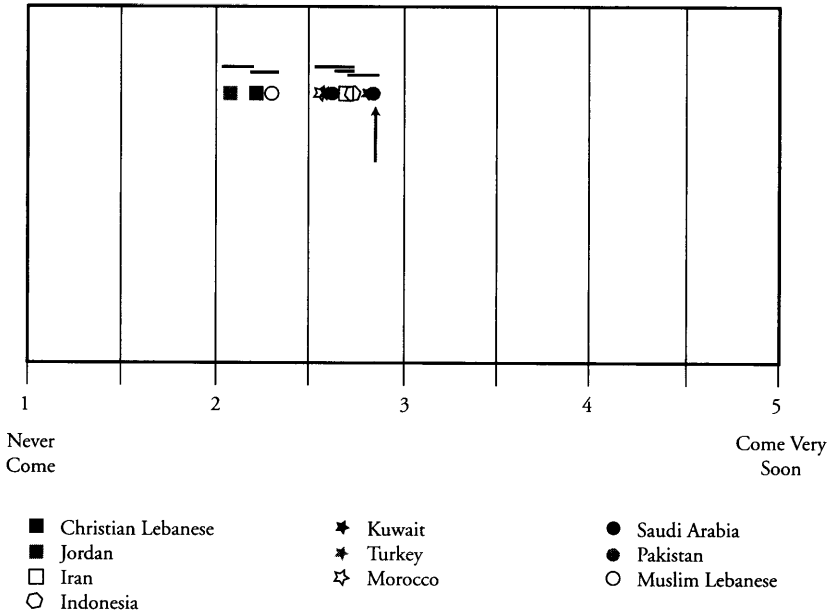 1 2 3 4 5
Never
Come
Come Very
Soon
Christian Lebanese
Jordan
Iran
Indonesia
Kuwait
Turkey
Morocco
Saudi Arabia
Pakistan
Muslim Lebanese